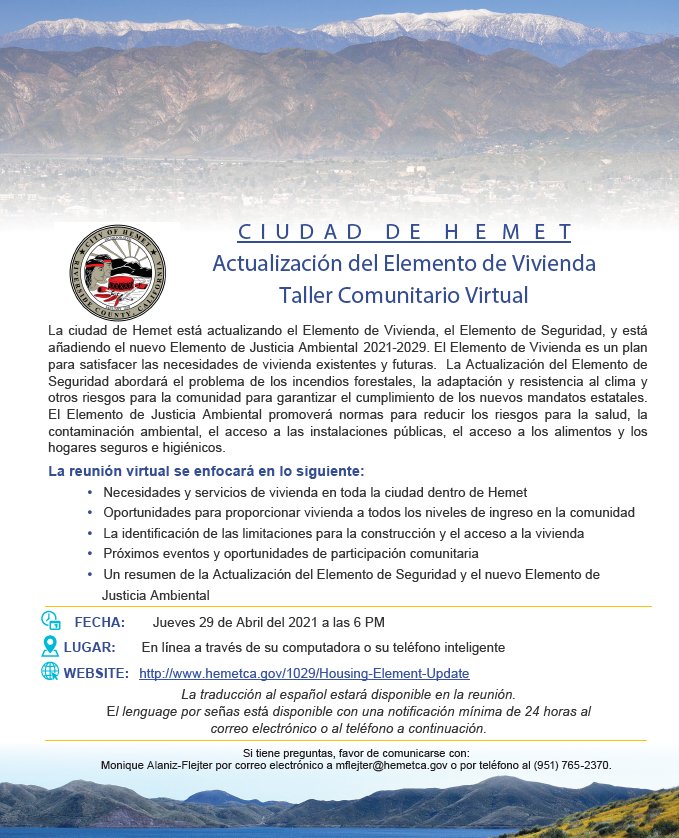 CIUDAD DE HEMET
Actualización del Elemento de Vivienda
Taller Comunitario Virtual
CITY OF HEMET
RIVERSIDE COUNTY, CALIFORNIA
La ciudad de Hemet está actualizando el Elemento de Vivienda, el Elemento de Seguridad, y está
añadiendo el nuevo Elemento de Justicia Ambiental 2021-2029. El Elemento de Vivienda es un plan
para satisfacer las necesidades de vivienda existentes y futuras. La Actualización del Elemento de
Seguridad abordará el problema de los incendios forestales, la adaptación y resistencia al clima y
otros riesgos para la comunidad para garantizar el cumplimiento de los nuevos mandatos estatales.
El Elemento de Justicia Ambiental promoverá normas para reducir los riesgos para la salud, la
contaminación ambiental, el acceso a las instalaciones públicas, el acceso a los alimentos y los
hogares seguros e higiénicos.
La reunión virtual se enfocará en lo siguiente:
• Necesidades y servicios de vivienda en toda la ciudad dentro de Hemet
• Oportunidades para proporcionar vivienda a todos los niveles de ingreso en la comunidad
• La identificación de las limitaciones para la construcción y el acceso a la vivienda
• Próximos eventos y oportunidades de participación comunitaria
• Un resumen de la Actualización del Elemento de Seguridad y el nuevo Elemento de
Justicia Ambiental
FECHA: Jueves 29 de Abril del 2021 a las 6 PM
LUGAR: En línea a través de su computadora o su teléfono inteligente
WEBSITE: http://www.hemetca.gov/1029/Housing-Element-Update
La traducción al español estará disponible en la reunión.
El lenguage por señas está disponible con una notificación mínima de 24 horas al
correo electrónico o al teléfono a continuación.
Si tiene preguntas, favor de comunicarse con:
Monique Alaniz-Flejter por correo electrónico a mflejter@hemetca.gov o por teléfono al (951) 765-2370.